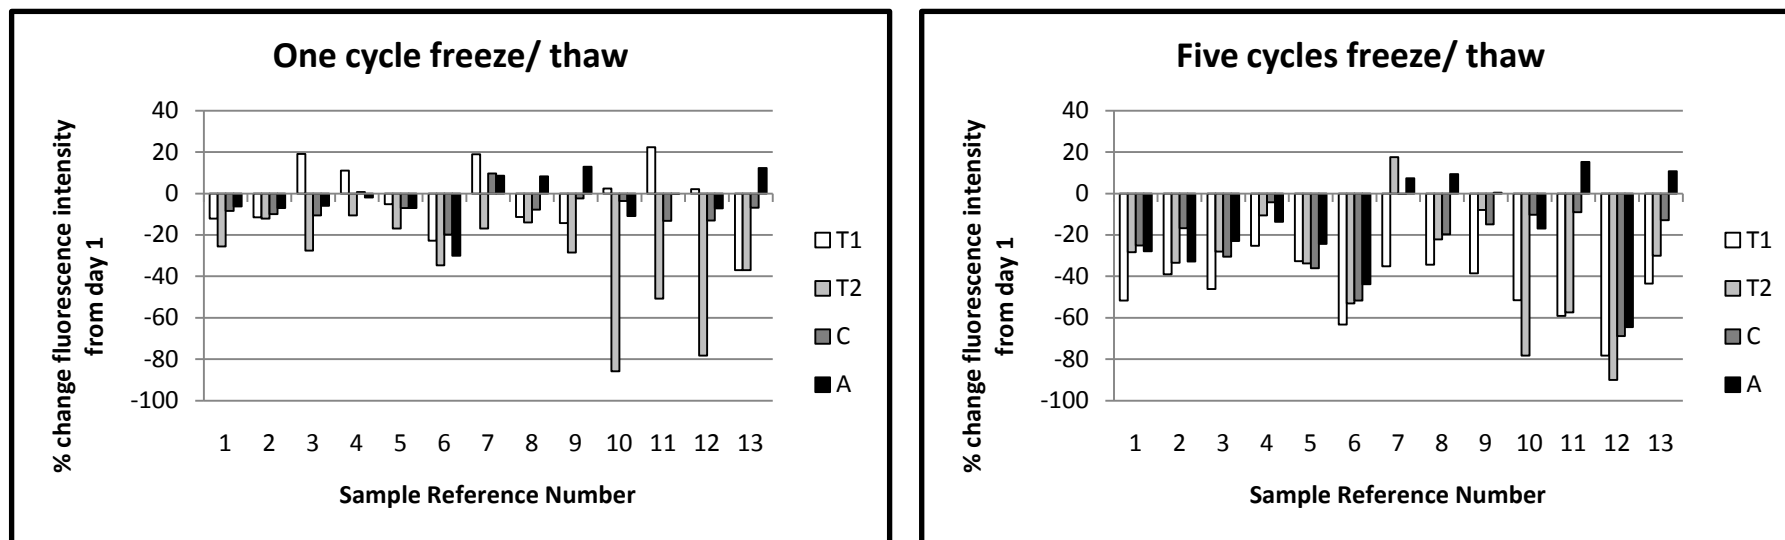 One cycle freeze/ thaw
% change fluorescence intensity
from day 1
40
20
0
-20
-40
-60
-80
-100
1 2 3 4 5 6 7 8 9 10 11 12 13
Sample Reference Number
T1
T2
C
A
Five cycles freeze/ thaw
% change fluorescence intensity
from day 1
40
20
0
-20
-40
-60
-80
-100
1 2 3 4 5 6 7 8 9 10 11 12 13
Sample Reference Number
T1
T2
C
A